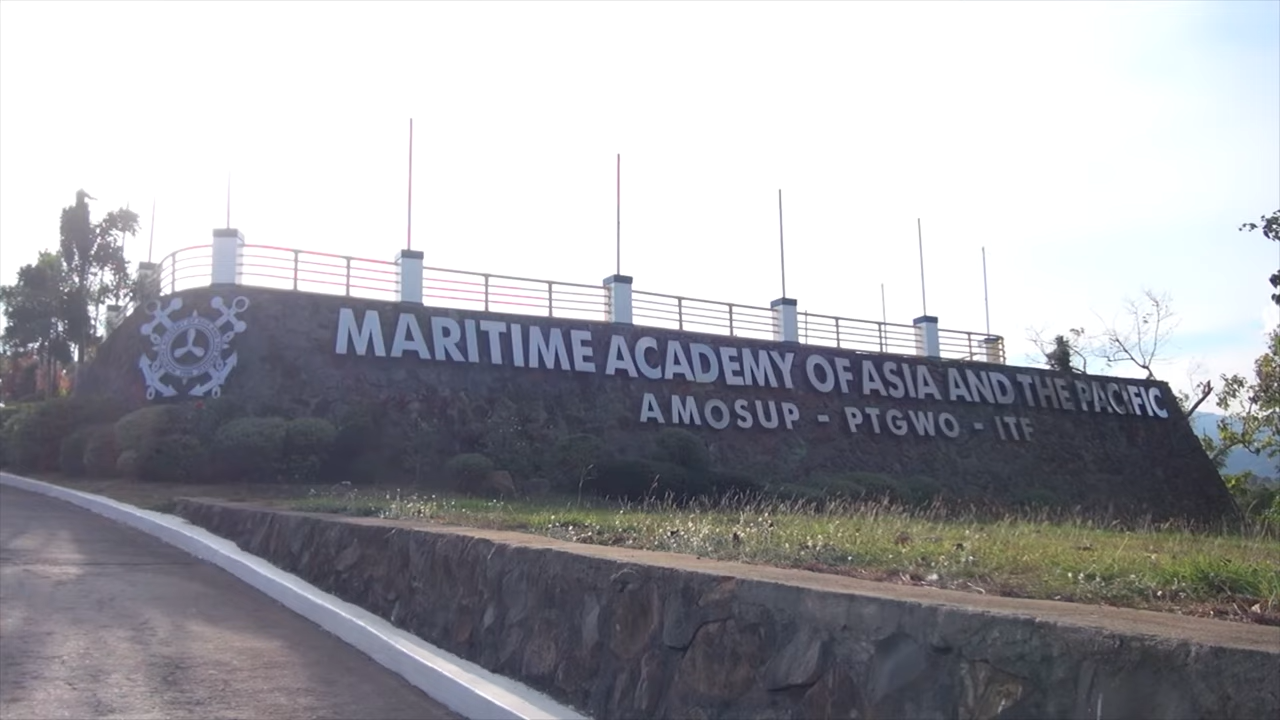 MARITIME ACADEMY OF ASIA AND THE PACIFIC
AMOSUP - PTGWO - ITF